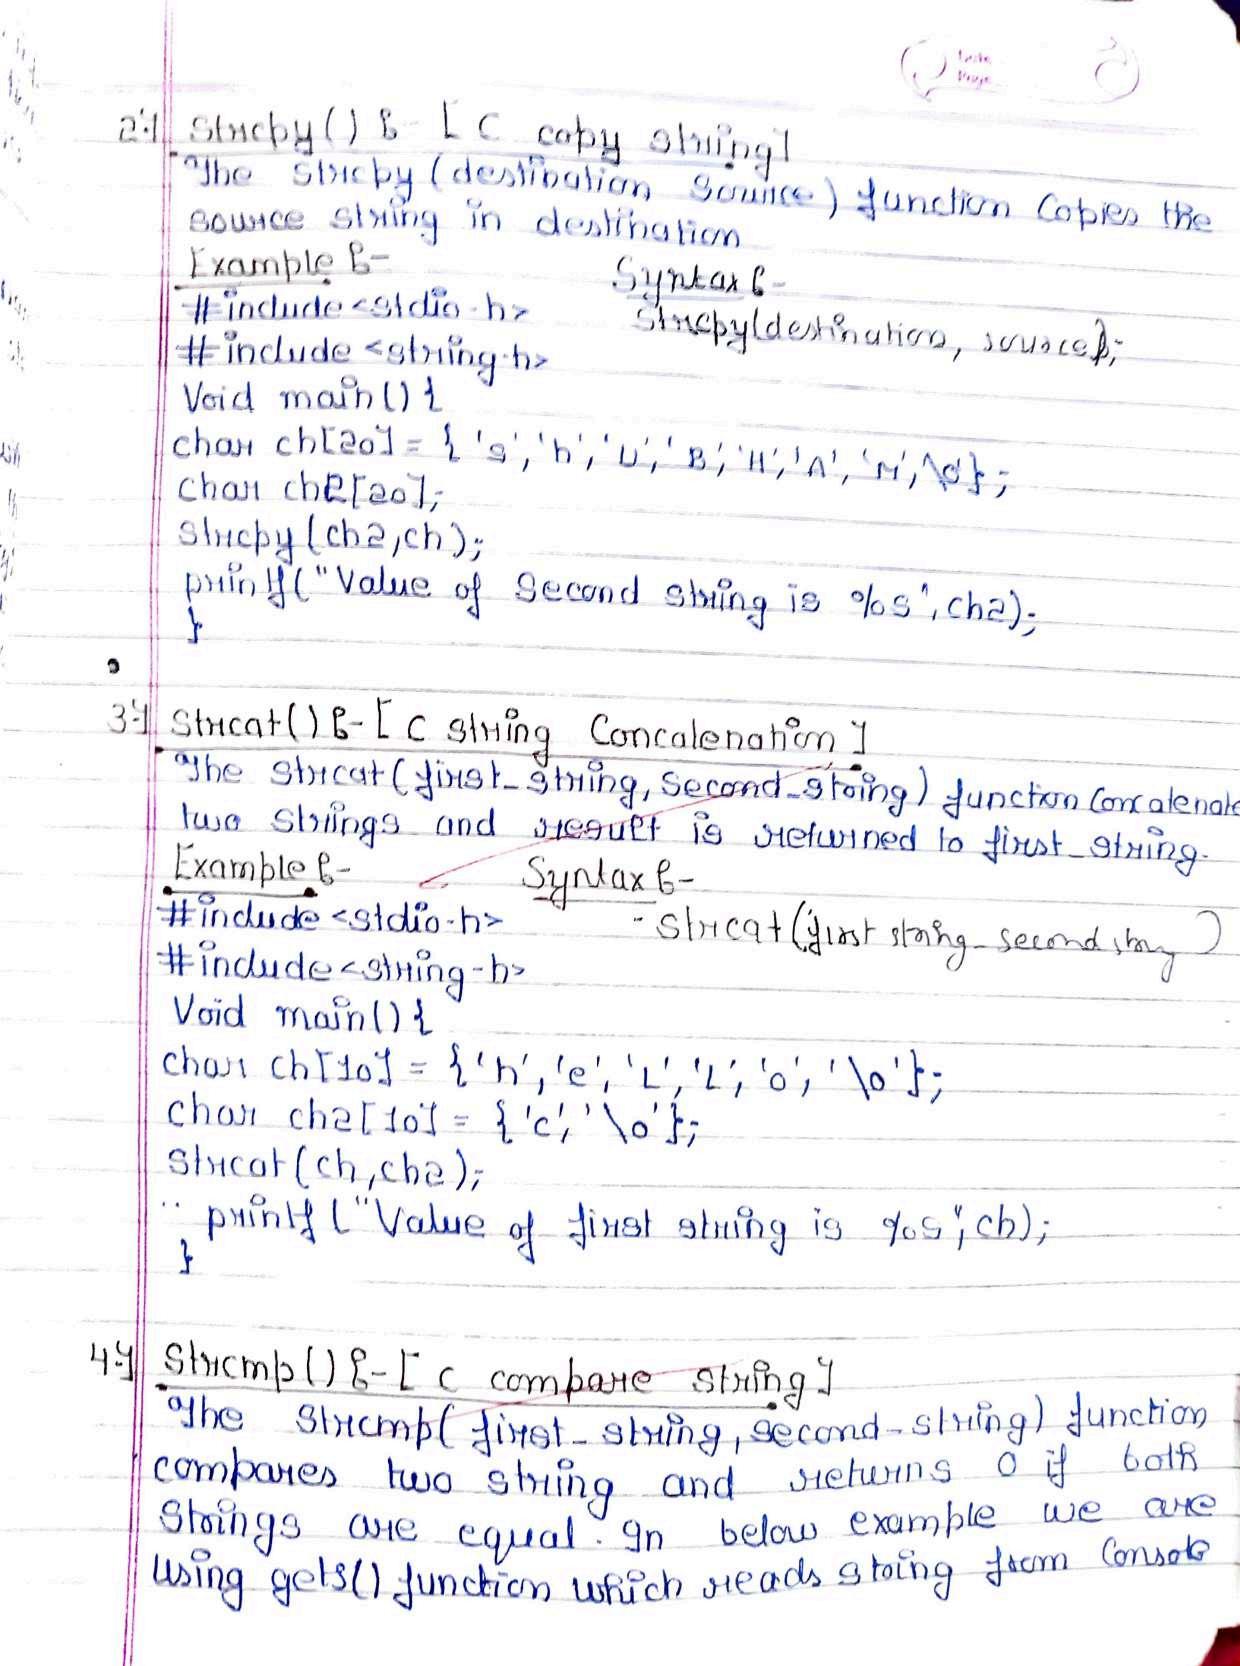 Date
Page
2.) Strcpy() :- [C copy string]
The strcpy (destination source) function Copies the
source string in destination
Example :-
Syntax :-
#include <stdio.h>
strcpy(destination, source);
#include <string.h>
Void main() {
char ch[20] = { 's', 'h', 'U', 'B', 'H', 'A', 'M', '\0'};
char ch2[20];
strcpy (ch2, ch);
printf("Value of Second string is %s", ch2);
}
3.) Strcat() :- [C string Concatenation]
The strcat (first_string, second_string) function Concatenate
two strings and result is returned to first_string.
Example :-
Syntax :-
#include <stdio.h>
- strcat (first string_second string)
#include <string.h>
Void main() {
char ch[10] = {'h', 'e', 'L', 'L', 'o', '\0'};
char ch2[10] = {'c', '\0'};
strcat (ch, ch2);
printf ("Value of first string is %s", ch);
}
4.) Strcmp() :- [C compare string]
The Strcmp( first_string, second_string) function
compares two string and returns 0 if both
strings are equal. In below example we are
using gets() function which reads string from Console